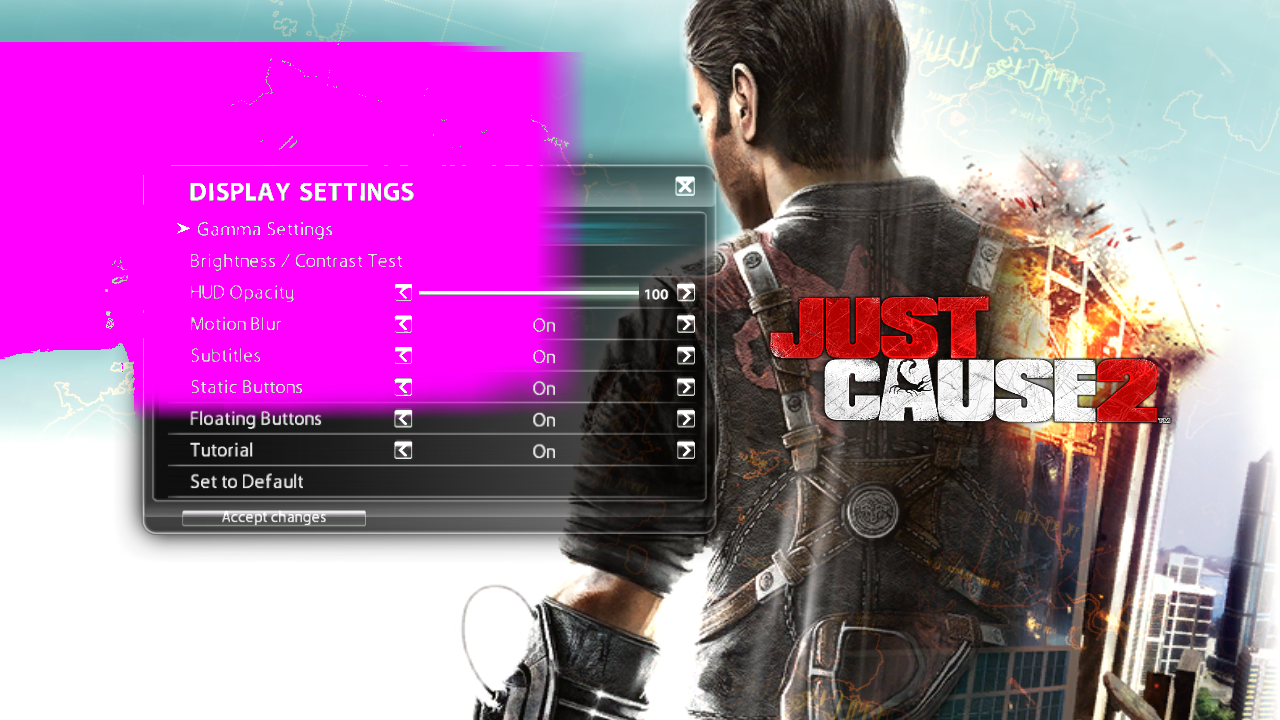 DISPLAY SETTINGS
Gamma Settings
Brightness / Contrast Test
HUD Opacity 100
Motion Blur On
Subtitles On
Static Buttons On
Floating Buttons On
Tutorial On
Set to Default
Accept changes
JUST
CAUSE 2™